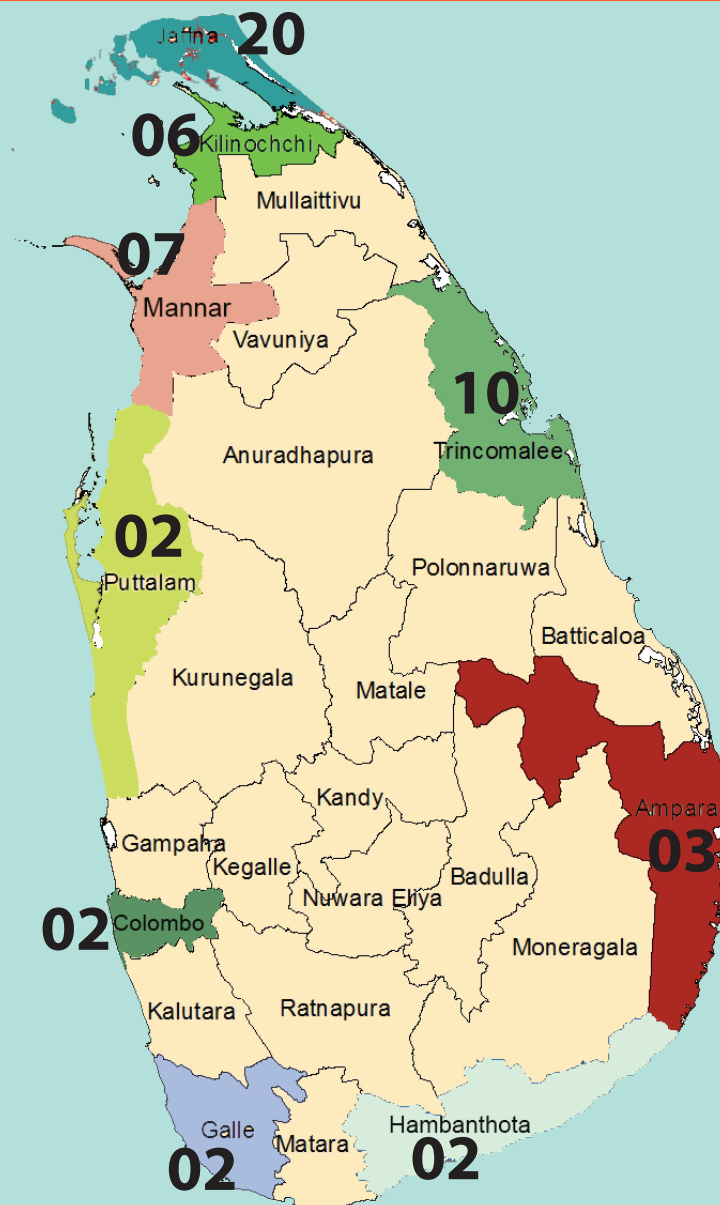 Jaffna
20
06
Kilinochchi
Mullaittivu
07
Mannar
Vavuniya
10
Anuradhapura
Trincomalee
02
Puttalam
Polonnaruwa
Batticaloa
Kurunegala
Matale
Kandy
Ampara
03
Gampaha
Kegalle
Badulla
Nuwara Eliya
02
Colombo
Moneragala
Kalutara
Ratnapura
Galle
02
Matara
Hambanthota
02